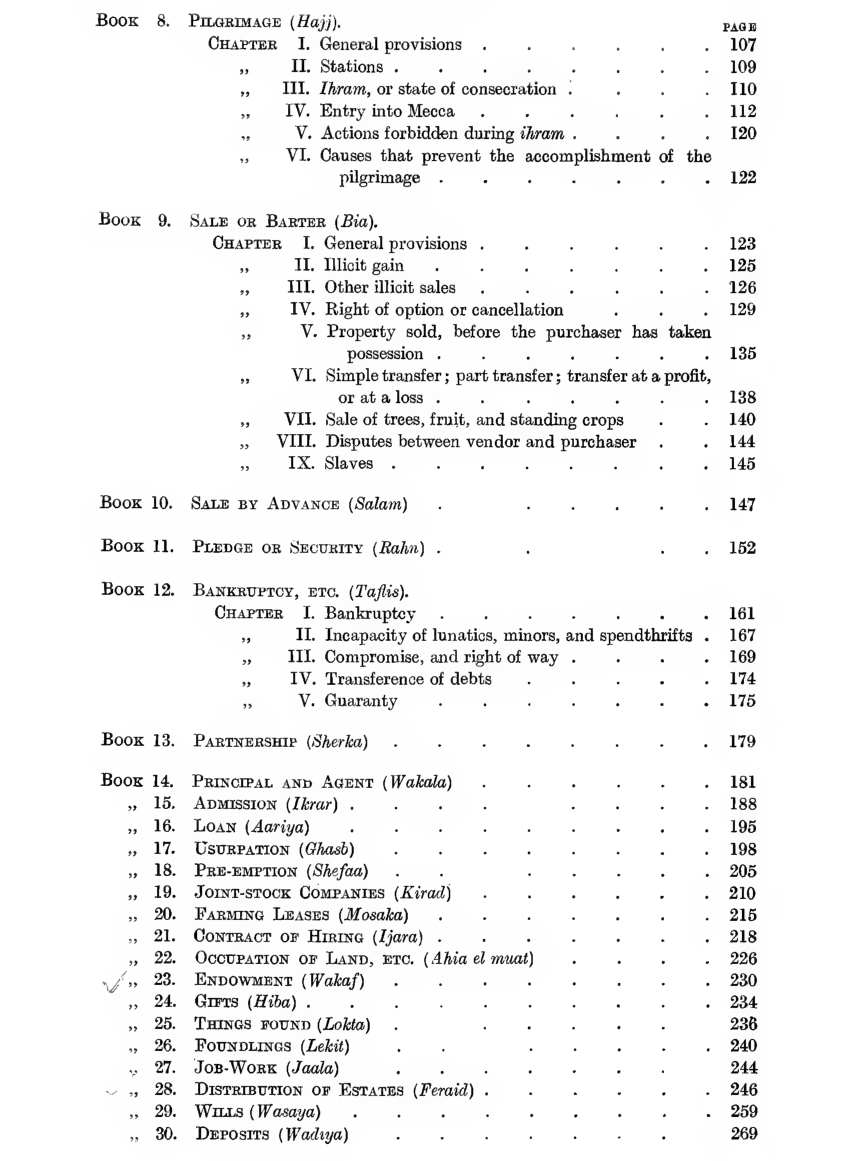 PAGE
BOOK 8. PILGRIMAGE (Hajj).
CHAPTER I. General provisions . . . . . . 107
„ II. Stations . . . . . . . . 109
„ III. Ihram, or state of consecration . . . . 110
„ IV. Entry into Mecca . . . . . . 112
„ V. Actions forbidden during ihram . . . . 120
„ VI. Causes that prevent the accomplishment of the
pilgrimage . . . . . . . 122
BOOK 9. SALE OR BARTER (Bia).
CHAPTER I. General provisions . . . . . . 123
„ II. Illicit gain . . . . . . . 125
„ III. Other illicit sales . . . . . . 126
„ IV. Right of option or cancellation . . . 129
„ V. Property sold, before the purchaser has taken
possession . . . . . . . 135
„ VI. Simple transfer; part transfer; transfer at a profit,
or at a loss . . . . . . . 138
„ VII. Sale of trees, fruit, and standing crops . . 140
„ VIII. Disputes between vendor and purchaser . . 144
„ IX. Slaves . . . . . . . . 145
BOOK 10. SALE BY ADVANCE (Salam) . . . . . . 147
BOOK 11. PLEDGE OR SECURITY (Rahn) . . . . 152
BOOK 12. BANKRUPTCY, ETC. (Taflis).
CHAPTER I. Bankruptcy . . . . . . . 161
„ II. Incapacity of lunatics, minors, and spendthrifts . 167
„ III. Compromise, and right of way . . . . 169
„ IV. Transference of debts . . . . . 174
„ V. Guaranty . . . . . . . 175
BOOK 13. PARTNERSHIP (Sherka) . . . . . . . . 179
BOOK 14. PRINCIPAL AND AGENT (Wakala) . . . . . . 181
„ 15. ADMISSION (Ikrar) . . . . . . . . 188
„ 16. LOAN (Aariya) . . . . . . . . . 195
„ 17. USURPATION (Ghasb) . . . . . . . . 198
„ 18. PRE-EMPTION (Shefaa) . . . . . . . 205
„ 19. JOINT-STOCK COMPANIES (Kirad) . . . . . . 210
„ 20. FARMING LEASES (Mosaka) . . . . . . . 215
„ 21. CONTRACT OF HIRING (Ijara) . . . . . . . 218
„ 22. OCCUPATION OF LAND, ETC. (Ahia el muat) . . . . 226
„ 23. ENDOWMENT (Wakaf) . . . . . . . . 230
„ 24. GIFTS (Hiba) . . . . . . . . . . 234
„ 25. THINGS FOUND (Lokta) . . . . . . 236
„ 26. FOUNDLINGS (Lekit) . . . . . . . 240
„ 27. JOB-WORK (Jaala) . . . . . . . 244
„ 28. DISTRIBUTION OF ESTATES (Feraid) . . . . . 246
„ 29. WILLS (Wasaya) . . . . . . . . . 259
„ 30. DEPOSITS (Wadiya) . . . . . . . 269